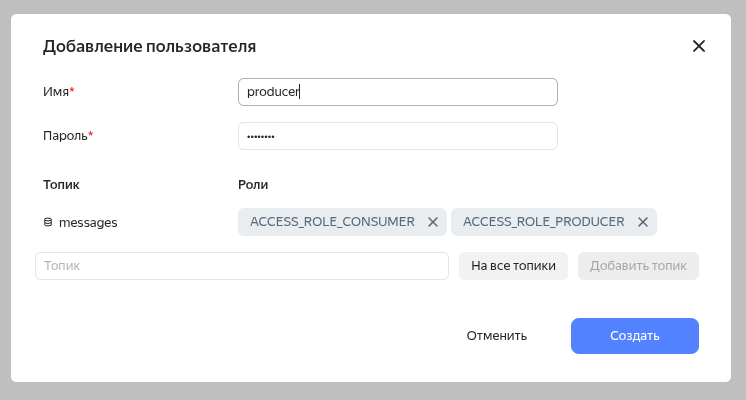 Добавление пользователя
Имя*
producer
Пароль*
••••••••
Топик Роли
messages ACCESS_ROLE_CONSUMER ACCESS_ROLE_PRODUCER
Топик На все топики Добавить топик
Отменить Создать